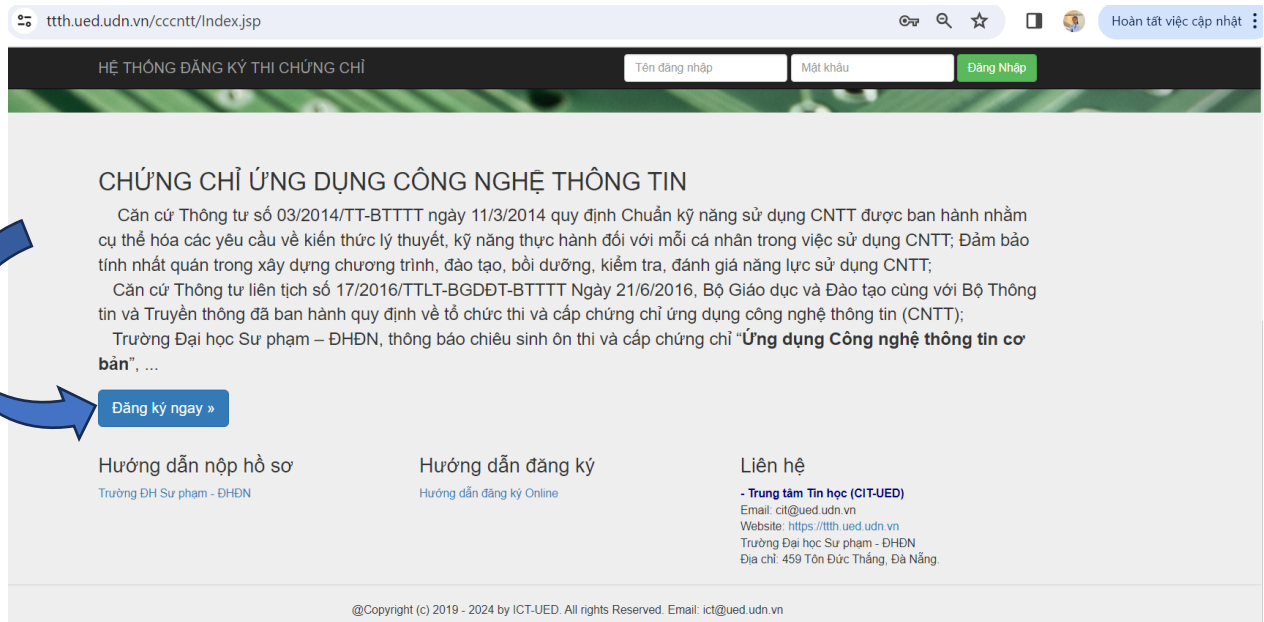 ttth.ued.udn.vn/cccntt/Index.jsp
Hoàn tất việc cập nhật
HỆ THỐNG ĐĂNG KÝ THI CHỨNG CHỈ
Tên đăng nhập
Mật khẩu
Đăng Nhập
CHỨNG CHỈ ỨNG DỤNG CÔNG NGHỆ THÔNG TIN
Căn cứ Thông tư số 03/2014/TT-BTTTT ngày 11/3/2014 quy định Chuẩn kỹ năng sử dụng CNTT được ban hành nhằm
cụ thể hóa các yêu cầu về kiến thức lý thuyết, kỹ năng thực hành đối với mỗi cá nhân trong việc sử dụng CNTT; Đảm bảo
tính nhất quán trong xây dựng chương trình, đào tạo, bồi dưỡng, kiểm tra, đánh giá năng lực sử dụng CNTT;
Căn cứ Thông tư liên tịch số 17/2016/TTLT-BGDĐT-BTTTT Ngày 21/6/2016, Bộ Giáo dục và Đào tạo cùng với Bộ Thông
tin và Truyền thông đã ban hành quy định về tổ chức thi và cấp chứng chỉ ứng dụng công nghệ thông tin (CNTT);
Trường Đại học Sư phạm – ĐHĐN, thông báo chiêu sinh ôn thi và cấp chứng chỉ “Ứng dụng Công nghệ thông tin cơ
bản”, ...
Đăng ký ngay »
Hướng dẫn nộp hồ sơ
Trường ĐH Sư phạm - ĐHĐN
Hướng dẫn đăng ký
Hướng dẫn đăng ký Online
Liên hệ
- Trung tâm Tin học (CIT-UED)
Email: cit@ued.udn.vn
Website: https://ttth.ued.udn.vn
Trường Đại học Sư phạm - ĐHĐN
Địa chỉ: 459 Tôn Đức Thắng, Đà Nẵng.
@Copyright (c) 2019 - 2024 by ICT-UED. All rights Reserved. Email: ict@ued.udn.vn